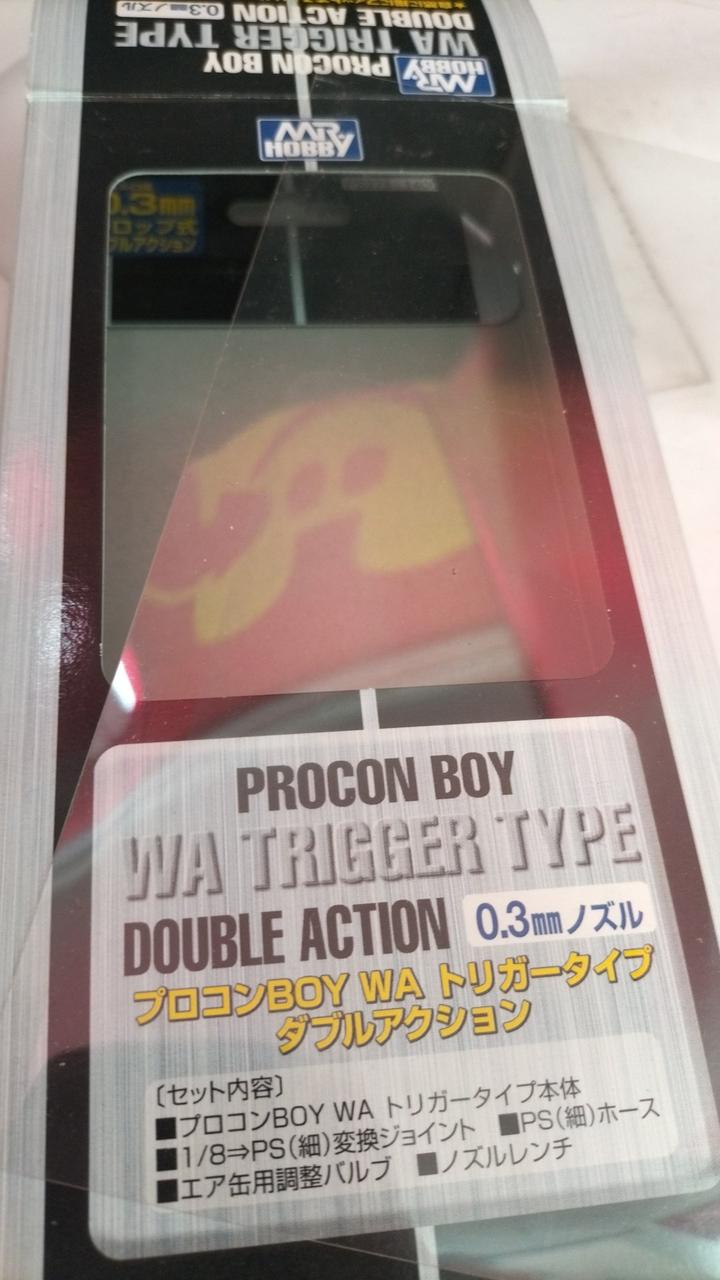 0.3mmノズル
DOUBLE ACTION
WA TRIGGER TYPE
PROCON BOY
MR HOBBY
MR HOBBY
0.3mm
PROCON BOY
WA TRIGGER TYPE
DOUBLE ACTION 0.3mmノズル
プロコンBOY WA トリガータイプ
ダブルアクション
〔セット内容〕
■プロコンBOY WA トリガータイプ本体
■1/8⇒PS(細)変換ジョイント ■PS(細)ホース
■エア缶用調整バルブ ■ノズルレンチ